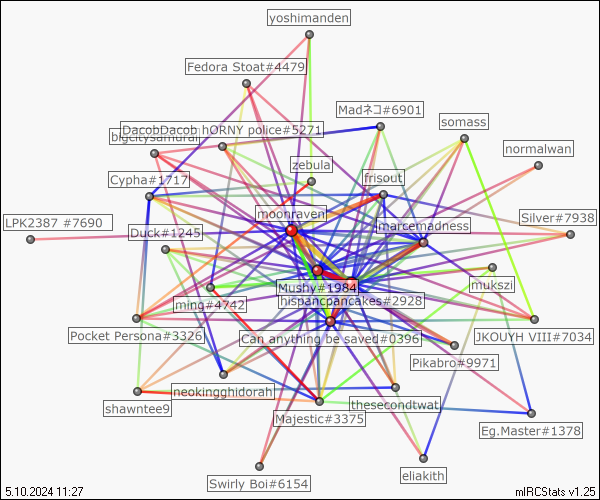 yoshimanden
Fedora Stoat#4479
Madネコ#6901
somass
DacobDacob hORNY police#5271
bigcitysamurai
normalwan
zebula
Cypha#1717
frisout
moonraven
Silver#7938
LPK2387 #7690
marcemadness
Duck#1245
mukszi
Mushy#1984
hispancpancakes#2928
ming#4742
Pocket Persona#3326
Can anything be saved#0396
JKOUYH VIII#7034
Pikabro#9971
neokingghidorah
thesecondtwat
shawntee9
Majestic#3375
Eg.Master#1378
eliakith
Swirly Boi#6154
5.10.2024 11:27
mIRCStats v1.25